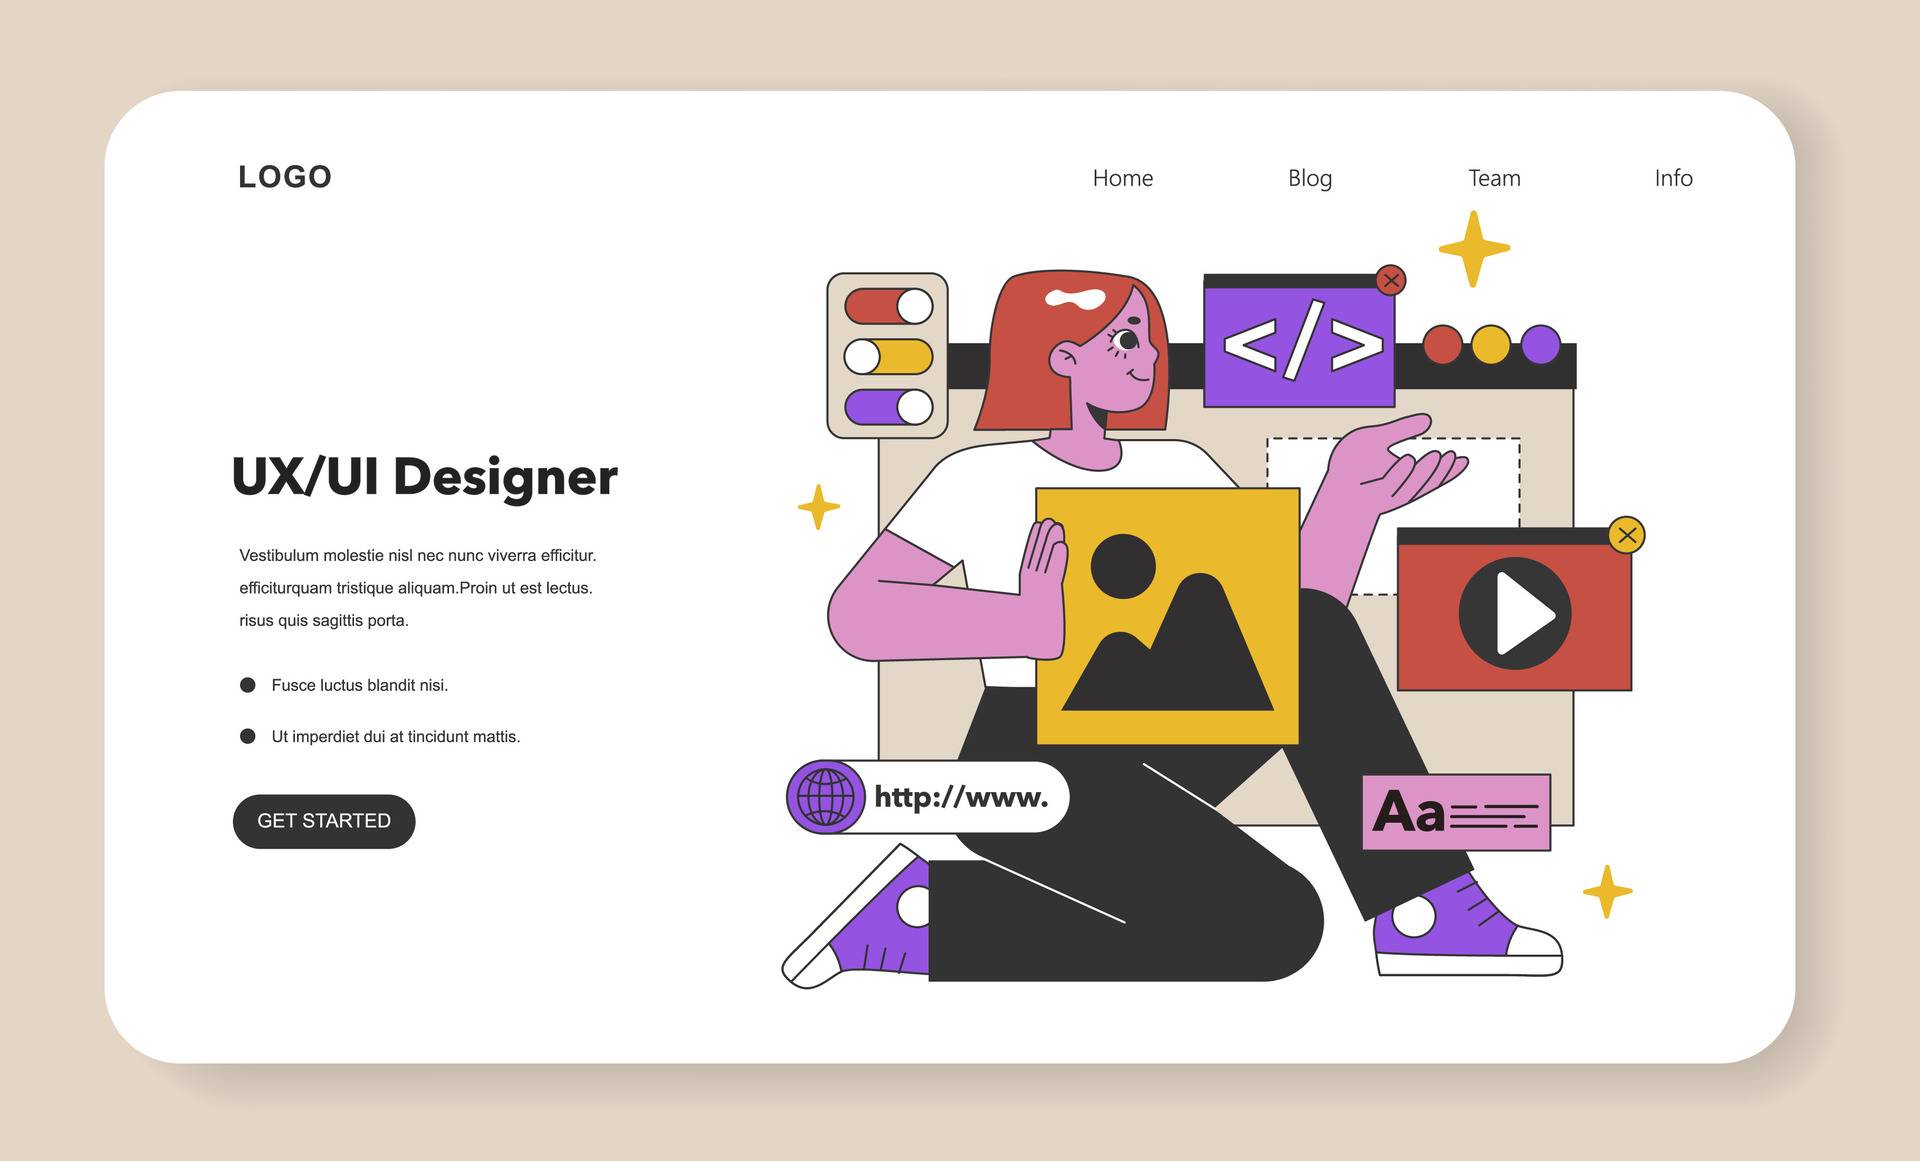 LOGO
Home Blog Team Info
</>
UX/UI Designer
Vestibulum molestie nisl nec nunc viverra efficitur.
efficiturquam tristique aliquam.Proin ut est lectus.
risus quis sagittis porta.
Fusce luctus blandit nisi.
Ut imperdiet dui at tincidunt mattis.
GET STARTED
http://www.
Aa